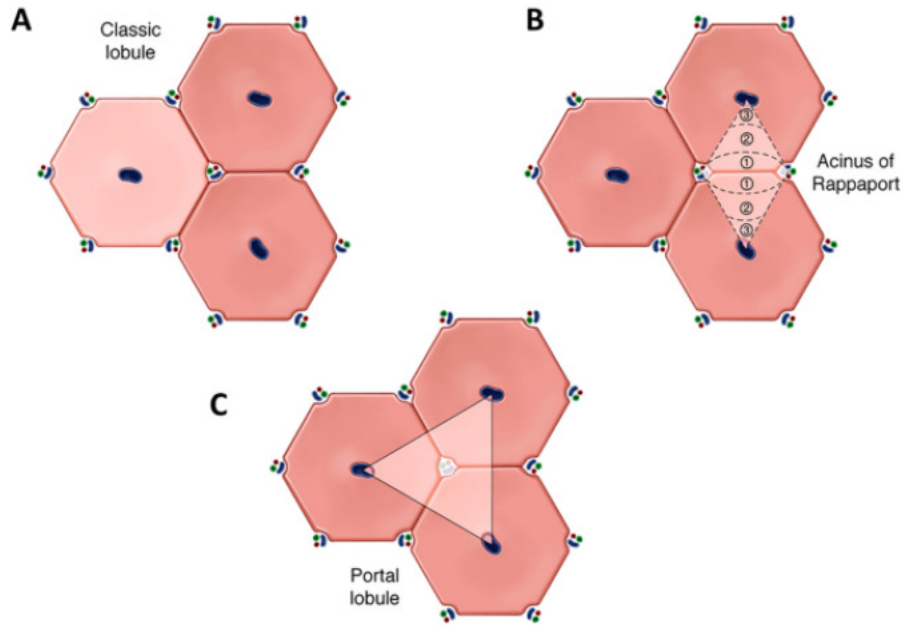 A
Classic
lobule
B
③
②
①
①
②
③
Acinus of
Rappaport
C
Portal
lobule